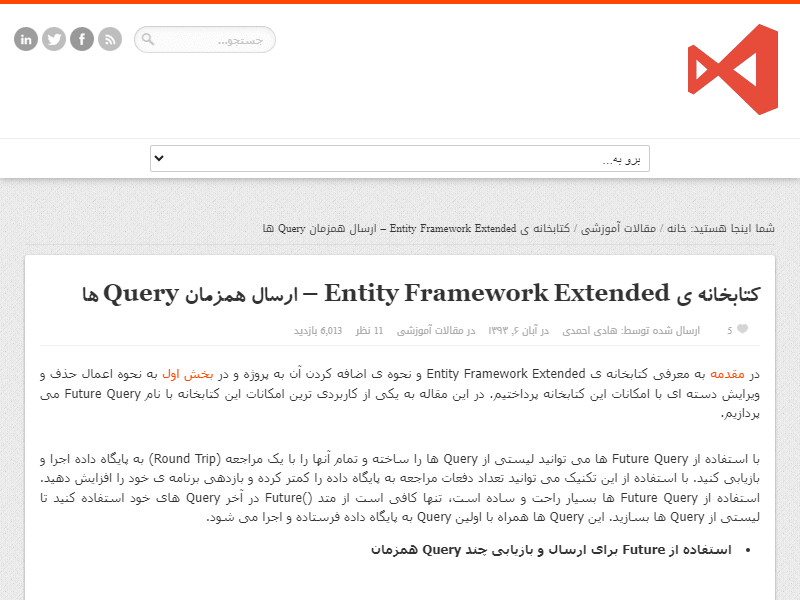 جستجو...
برو به...
شما اینجا هستید: خانه / مقالات آموزشی / کتابخانه ی Entity Framework Extended – ارسال همزمان Query ها
کتابخانه ی Entity Framework Extended – ارسال همزمان Query ها
5 ارسال شده توسط: هادی احمدی در آبان ۶, ۱۳۹۳ در مقالات آموزشی 11 نظر 6,013 بازدید
در مقدمه به معرفی کتابخانه ی Entity Framework Extended و نحوه ی اضافه کردن آن به پروژه و در بخش اول به نحوه اعمال حذف و
ویرایش دسته ای با امکانات این کتابخانه پرداختیم. در این مقاله به یکی از کاربردی ترین امکانات این کتابخانه با نام Future Query می
پردازیم.
با استفاده از Future Query ها می توانید لیستی از Query ها را ساخته و تمام آنها را با یک مراجعه (Round Trip) به پایگاه داده اجرا و
بازیابی کنید. با استفاده از این تکنیک می توانید تعداد دفعات مراجعه به پایگاه داده را کمتر کرده و بازدهی برنامه ی خود را افزایش دهید.
استفاده از Future Query ها بسیار راحت و ساده است، تنها کافی است از متد ()Future در آخر Query های خود استفاده کنید تا
لیستی از Query ها بسازید. این Query ها همراه با اولین Query به پایگاه داده فرستاده و اجرا می شود.
• استفاده از Future برای ارسال و بازیابی چند Query همزمان